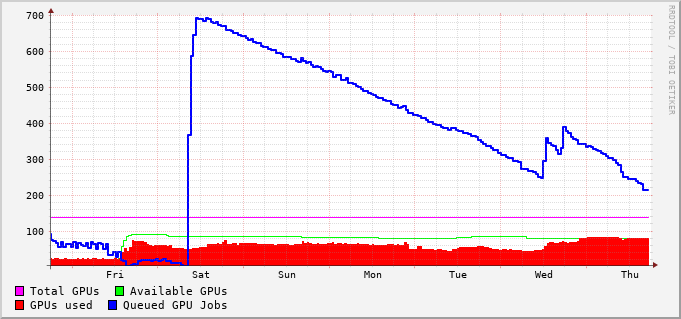 700
600
500
400
300
200
100
Fri Sat Sun Mon Tue Wed Thu
Total GPUs Available GPUs
GPUs used Queued GPU Jobs
RRDTOOL / TOBI OETIKER